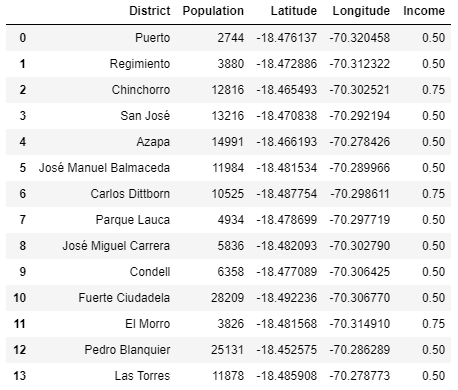 District Population Latitude Longitude Income
0 Puerto 2744 -18.476137 -70.320458 0.50
1 Regimiento 3880 -18.472886 -70.312322 0.50
2 Chinchorro 12816 -18.465493 -70.302521 0.75
3 San José 13216 -18.470838 -70.292194 0.50
4 Azapa 14991 -18.466193 -70.278426 0.50
5 José Manuel Balmaceda 11984 -18.481534 -70.289966 0.50
6 Carlos Dittborn 10525 -18.487754 -70.298611 0.75
7 Parque Lauca 4934 -18.478699 -70.297719 0.50
8 José Miguel Carrera 5836 -18.482093 -70.302790 0.50
9 Condell 6358 -18.477089 -70.306425 0.50
10 Fuerte Ciudadela 28209 -18.492236 -70.306770 0.50
11 El Morro 3826 -18.481568 -70.314910 0.75
12 Pedro Blanquier 25131 -18.452575 -70.286289 0.50
13 Las Torres 11878 -18.485908 -70.278773 0.50